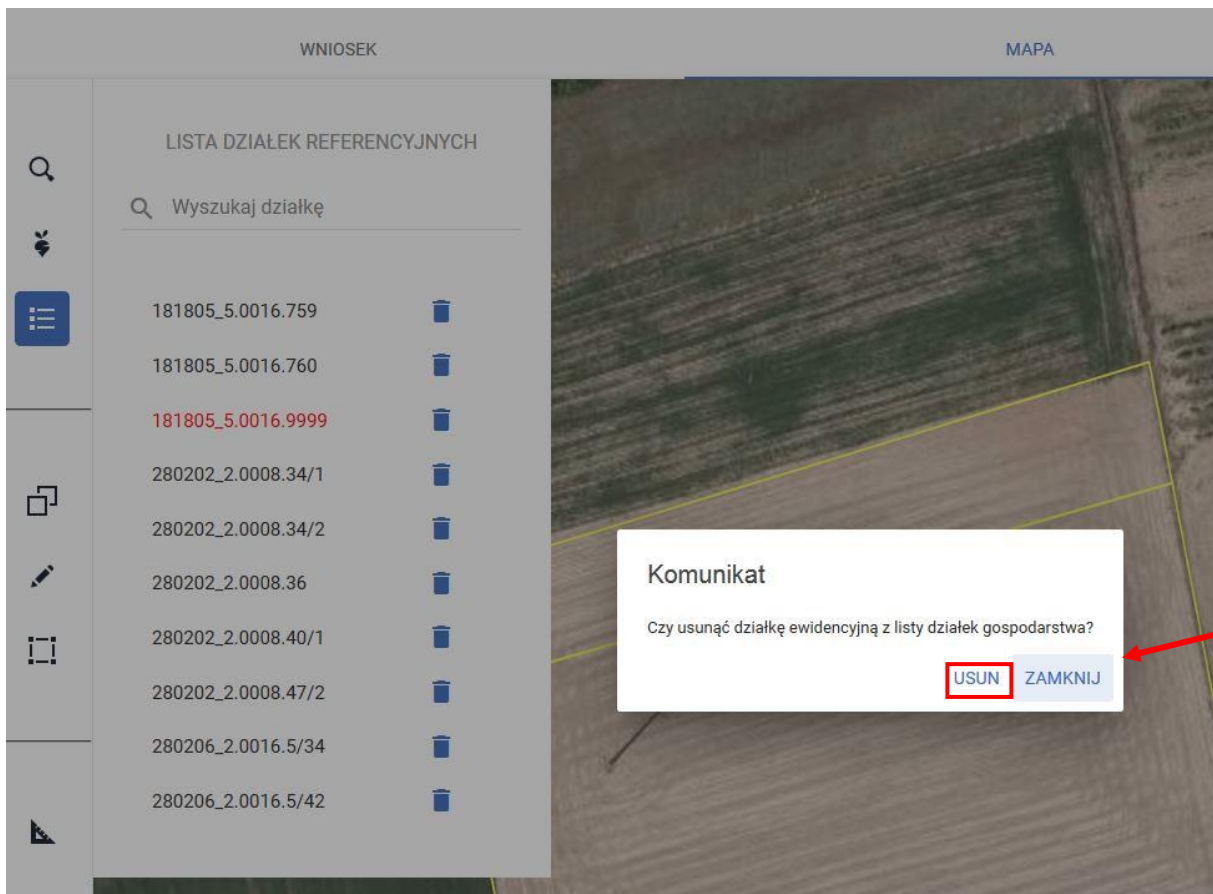 WNIOSEK
MAPA
LISTA DZIAŁEK REFERENCYJNYCH
Wyszukaj działkę
181805_5.0016.759
181805_5.0016.760
181805_5.0016.9999
280202_2.0008.34/1
280202_2.0008.34/2
280202_2.0008.36
280202_2.0008.40/1
280202_2.0008.47/2
280206_2.0016.5/34
280206_2.0016.5/42
Komunikat
Czy usunąć działkę ewidencyjną z listy działek gospodarstwa?
USUN ZAMKNIJ